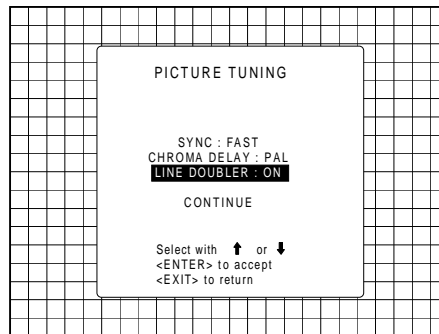 PICTURE TUNING
SYNC : FAST
CHROMA DELAY : PAL
LINE DOUBLER : ON
CONTINUE
Select with ↑ or ↓
<ENTER> to accept
<EXIT> to return